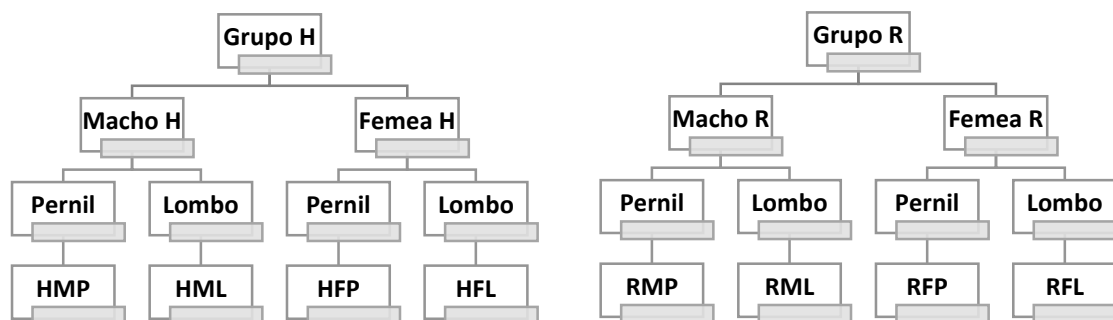 Grupo H
Grupo R
Macho H
Femea H
Macho R
Femea R
Pernil
Lombo
Pernil
Lombo
Pernil
Lombo
Pernil
Lombo
HMP
HML
HFP
HFL
RMP
RML
RFP
RFL